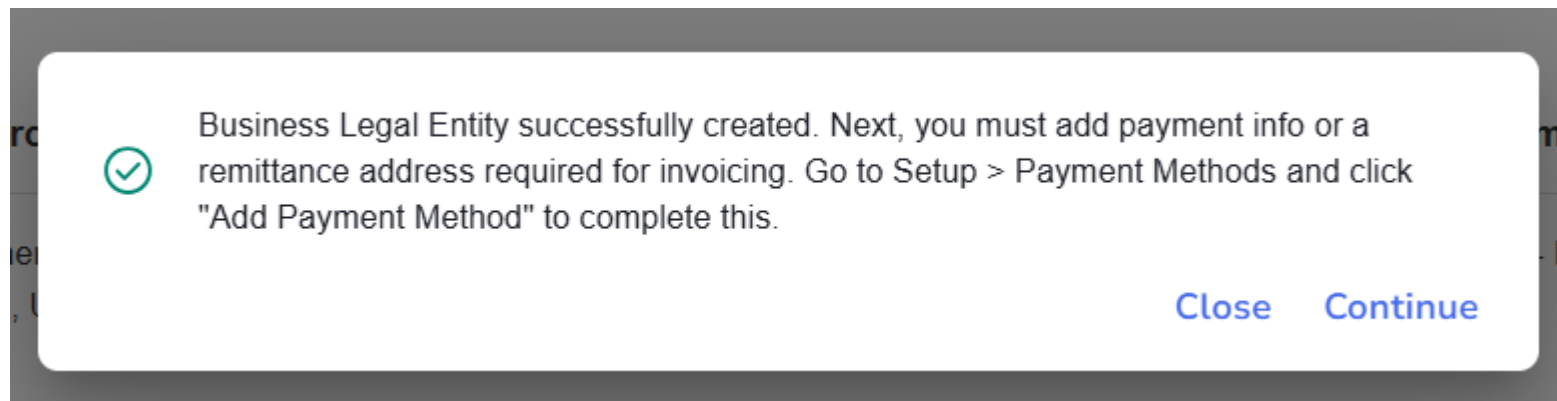 Business Legal Entity successfully created. Next, you must add payment info or a
remittance address required for invoicing. Go to Setup > Payment Methods and click
"Add Payment Method" to complete this.
Close Continue